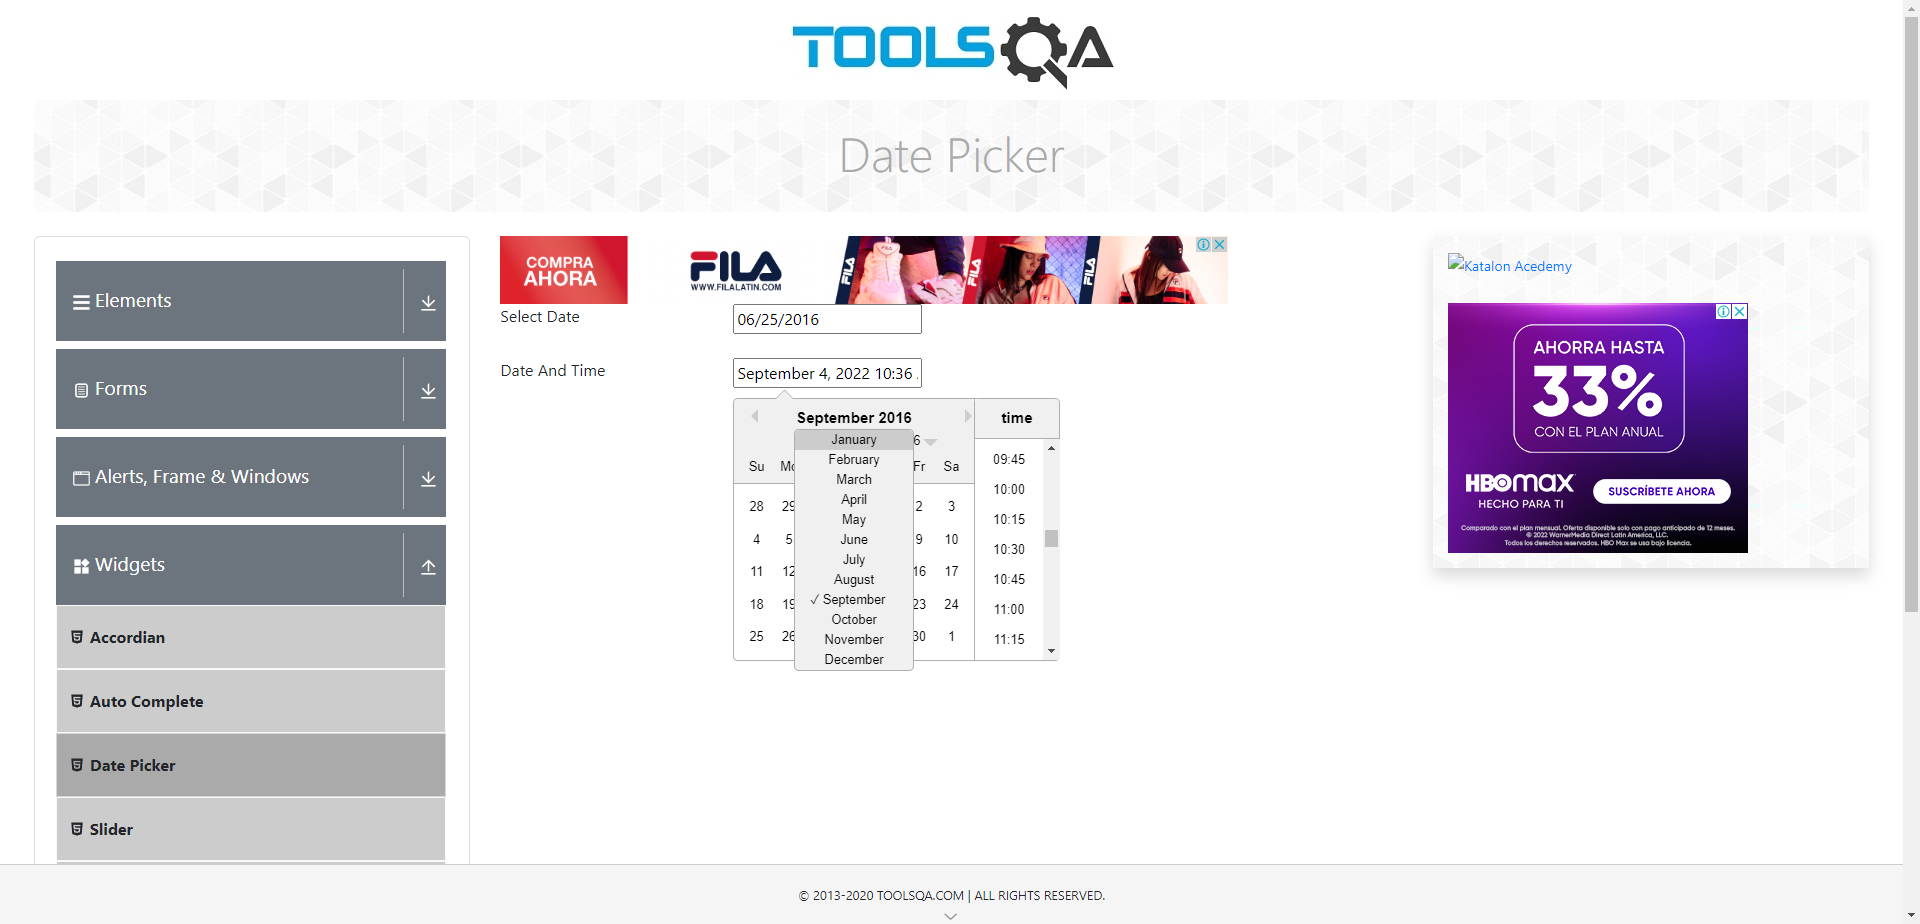 TOOLSQA
Date Picker
Elements
Forms
Alerts, Frame & Windows
Widgets
Accordian
Auto Complete
Date Picker
Slider
COMPRA
AHORA
FILA
WWW.FILALATIN.COM
FILA
FILA
FILA
Select Date
06/25/2016
Date And Time
September 4, 2022 10:36
September 2016
January
February
March
April
May
June
July
August
✓ September
October
November
December
6
Su Mo Fr Sa
28 29 2 3
4 5 9 10
11 12 16 17
18 19 23 24
25 26 30 1
time
09:45
10:00
10:15
10:30
10:45
11:00
11:15
Katalon Acedemy
AHORRA HASTA
33%
CON EL PLAN ANUAL
HBOMAX
HECHO PARA TI
SUSCRÍBETE AHORA
Comparado con el plan mensual. Oferta disponible solo con pago anticipado de 12 meses.
© 2022 WarnerMedia Direct Latin America, LLC.
Todos los derechos reservados. HBO Max se usa bajo licencia.
© 2013-2020 TOOLSQA.COM | ALL RIGHTS RESERVED.